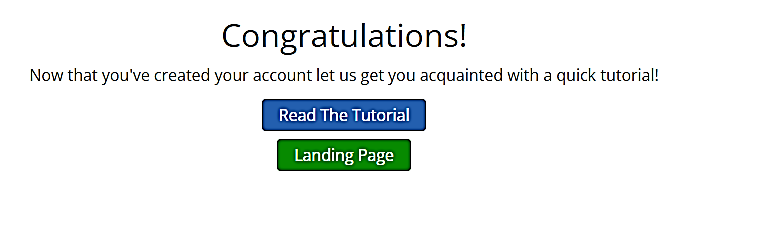 Congratulations!
Now that you've created your account let us get you acquainted with a quick tutorial!
Read The Tutorial
Landing Page